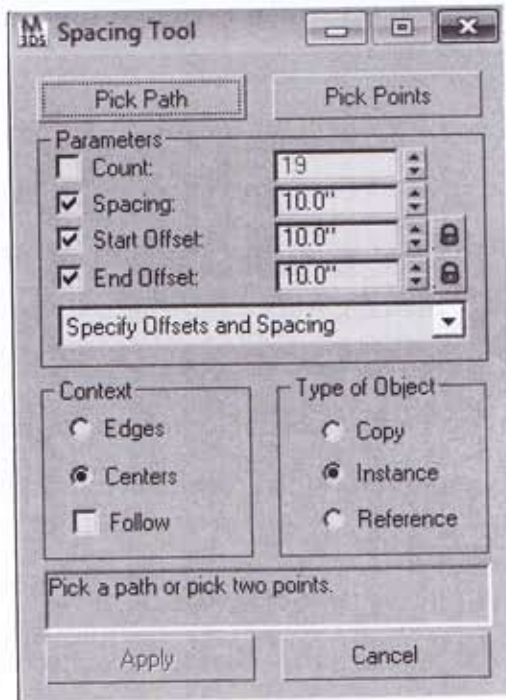 M
3DS Spacing Tool
Pick Path Pick Points
Parameters
Count: 19
Spacing: 10.0"
Start Offset: 10.0"
End Offset: 10.0"
Specify Offsets and Spacing
Context
Edges
Centers
Follow
Type of Object
Copy
Instance
Reference
Pick a path or pick two points.
Apply Cancel